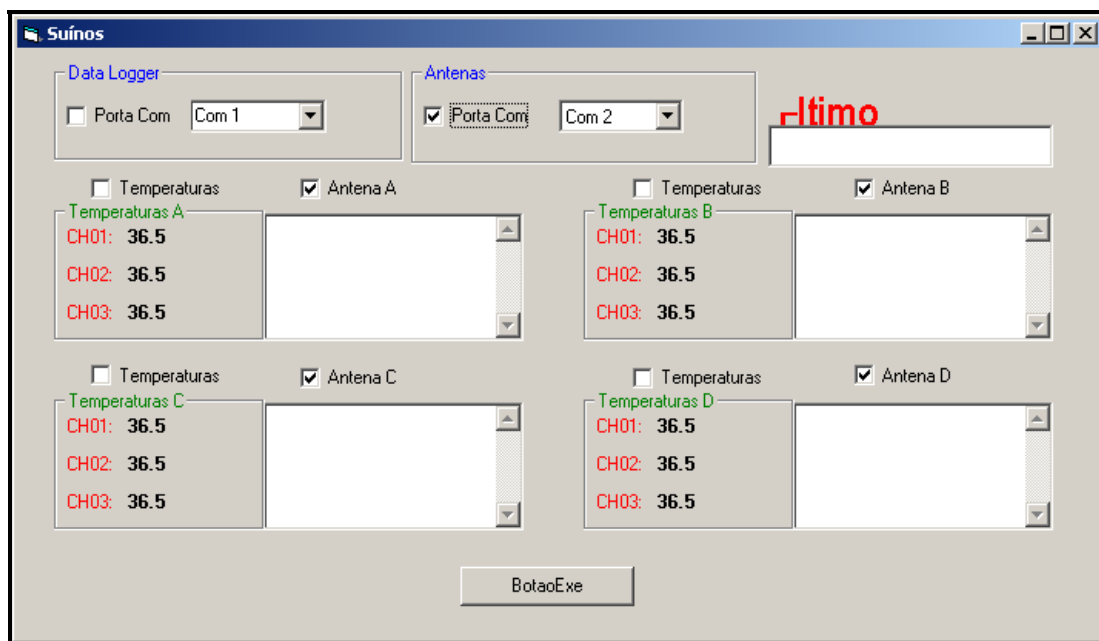 Suínos
Data Logger
Antenas
Porta Com Com 1
Porta Com Com 2
┌ltimo
Temperaturas Antena A
Temperaturas Antena B
Temperaturas A
CH01: 36.5
CH02: 36.5
CH03: 36.5
Temperaturas B
CH01: 36.5
CH02: 36.5
CH03: 36.5
Temperaturas Antena C
Temperaturas Antena D
Temperaturas C
CH01: 36.5
CH02: 36.5
CH03: 36.5
Temperaturas D
CH01: 36.5
CH02: 36.5
CH03: 36.5
BotaoExe